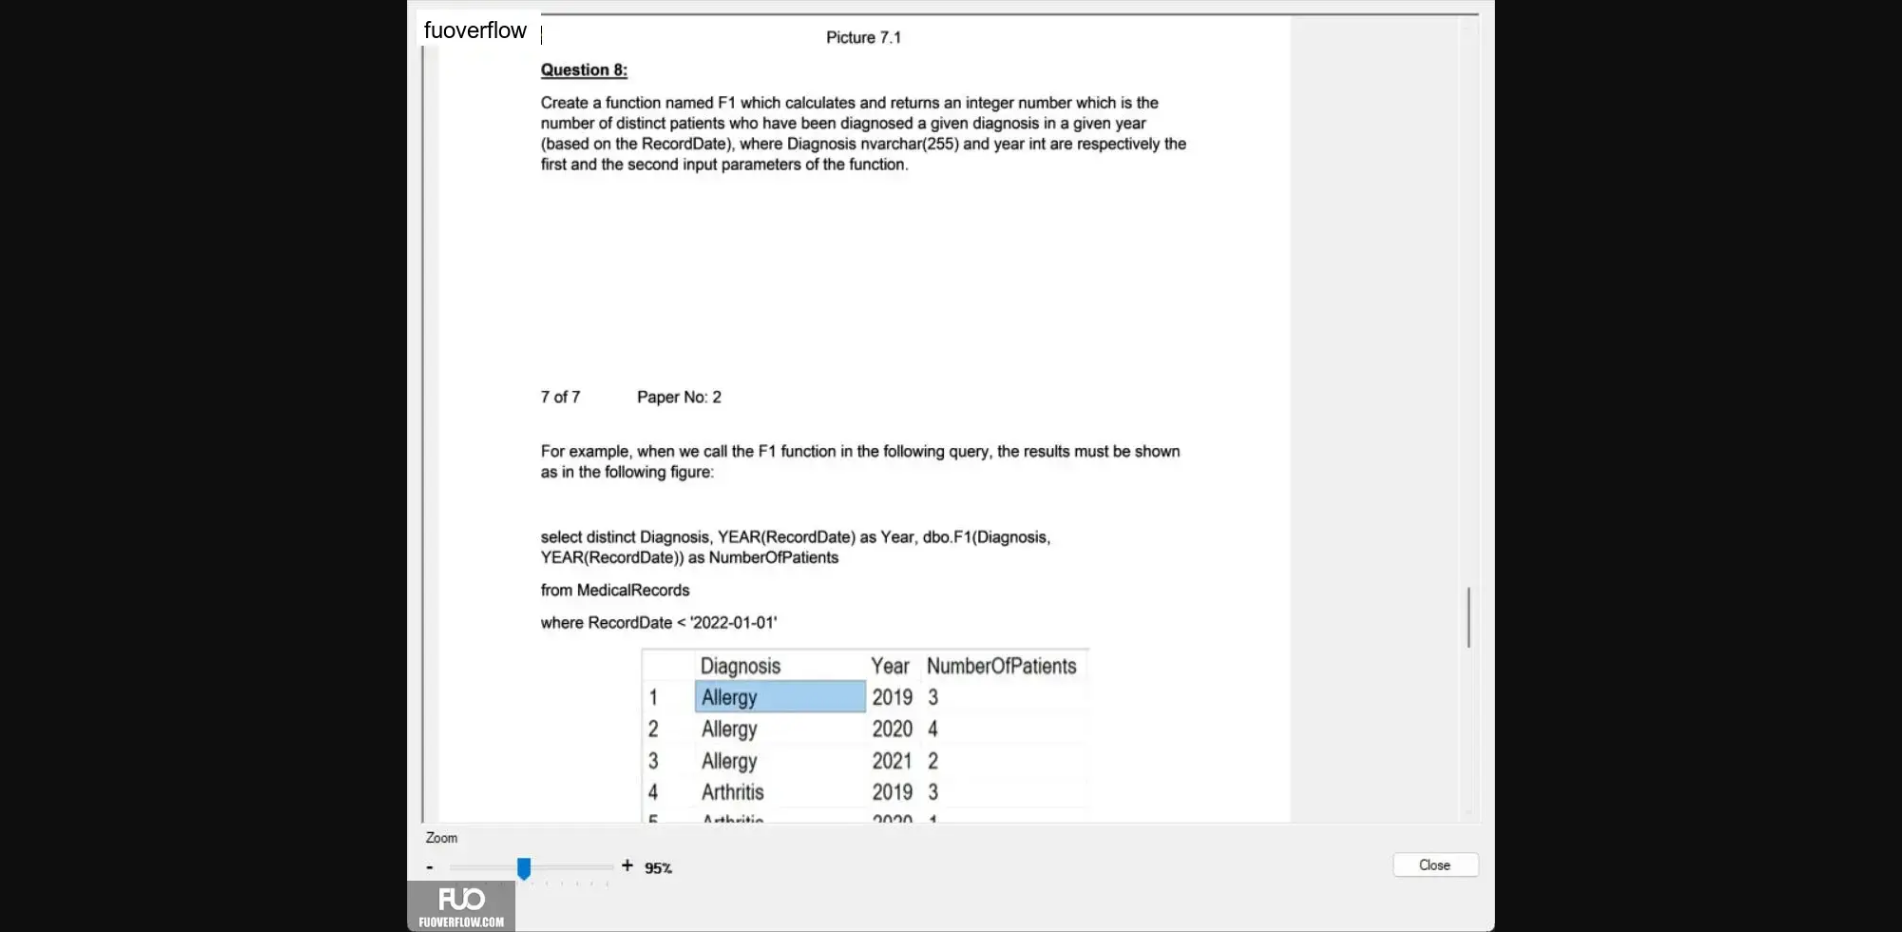 fuoverflow
Picture 7.1
Question 8:
Create a function named F1 which calculates and returns an integer number which is the
number of distinct patients who have been diagnosed a given diagnosis in a given year
(based on the RecordDate), where Diagnosis nvarchar(255) and year int are respectively the
first and the second input parameters of the function.
7 of 7 Paper No: 2
For example, when we call the F1 function in the following query, the results must be shown
as in the following figure:
select distinct Diagnosis, YEAR(RecordDate) as Year, dbo.F1(Diagnosis,
YEAR(RecordDate)) as NumberOfPatients
from MedicalRecords
where RecordDate < '2022-01-01'
Diagnosis Year NumberOfPatients
1 Allergy 2019 3
2 Allergy 2020 4
3 Allergy 2021 2
4 Arthritis 2019 3
5 Arthritis 2020 1
Zoom
- + 95%
Close
FUO
FUOVERFLOW.COM